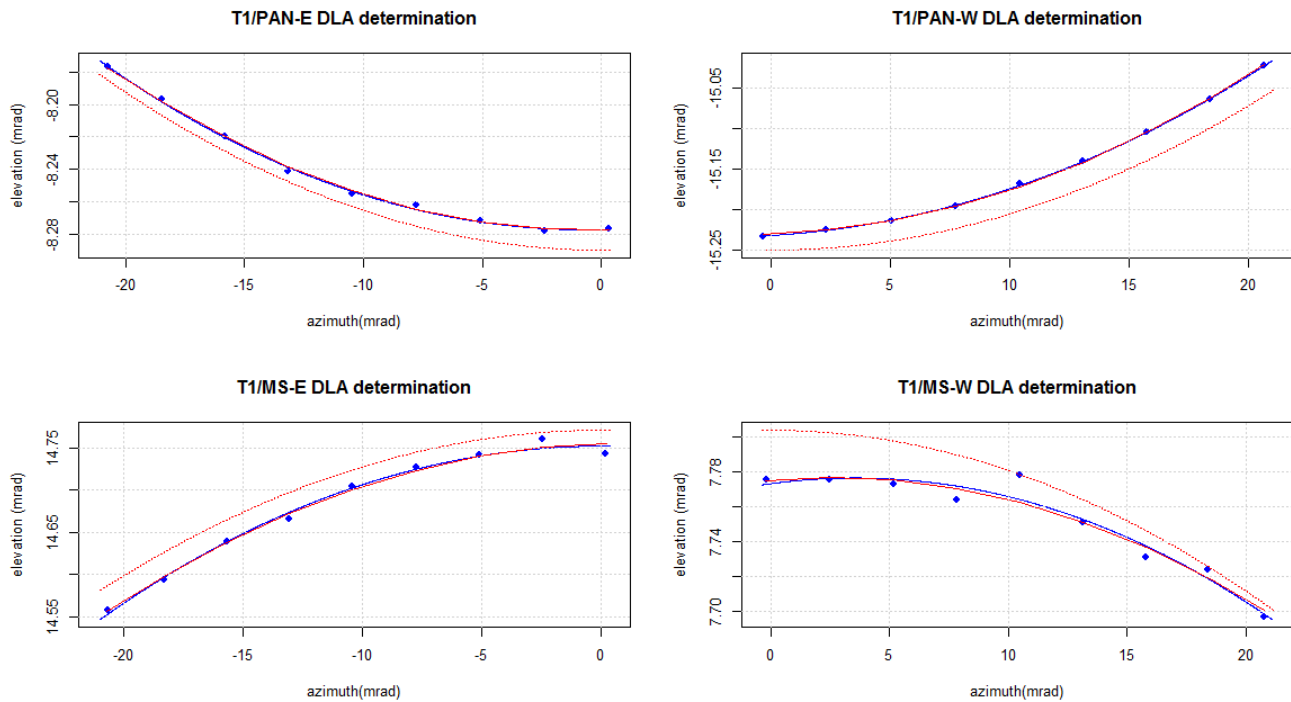 T1/PAN-E DLA determination
T1/PAN-W DLA determination
elevation (mrad)
-8.20
-8.24
-8.28
-20
-15
-10
-5
0
azimuth(mrad)
elevation (mrad)
-15.05
-15.15
-15.25
0
5
10
15
20
azimuth(mrad)
T1/MS-E DLA determination
T1/MS-W DLA determination
elevation (mrad)
14.75
14.65
14.55
-20
-15
-10
-5
0
azimuth(mrad)
elevation (mrad)
7.78
7.74
7.70
0
5
10
15
20
azimuth(mrad)